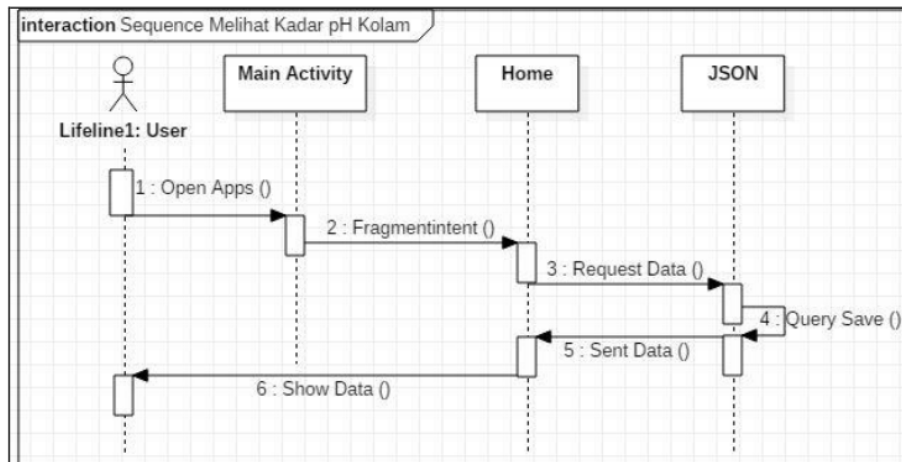 interaction Sequence Melihat Kadar pH Kolam
Main Activity
Home
JSON
Lifeline1: User
1 : Open Apps ()
2 : Fragmentintent ()
3 : Request Data ()
4 : Query Save ()
5 : Sent Data ()
6 : Show Data ()